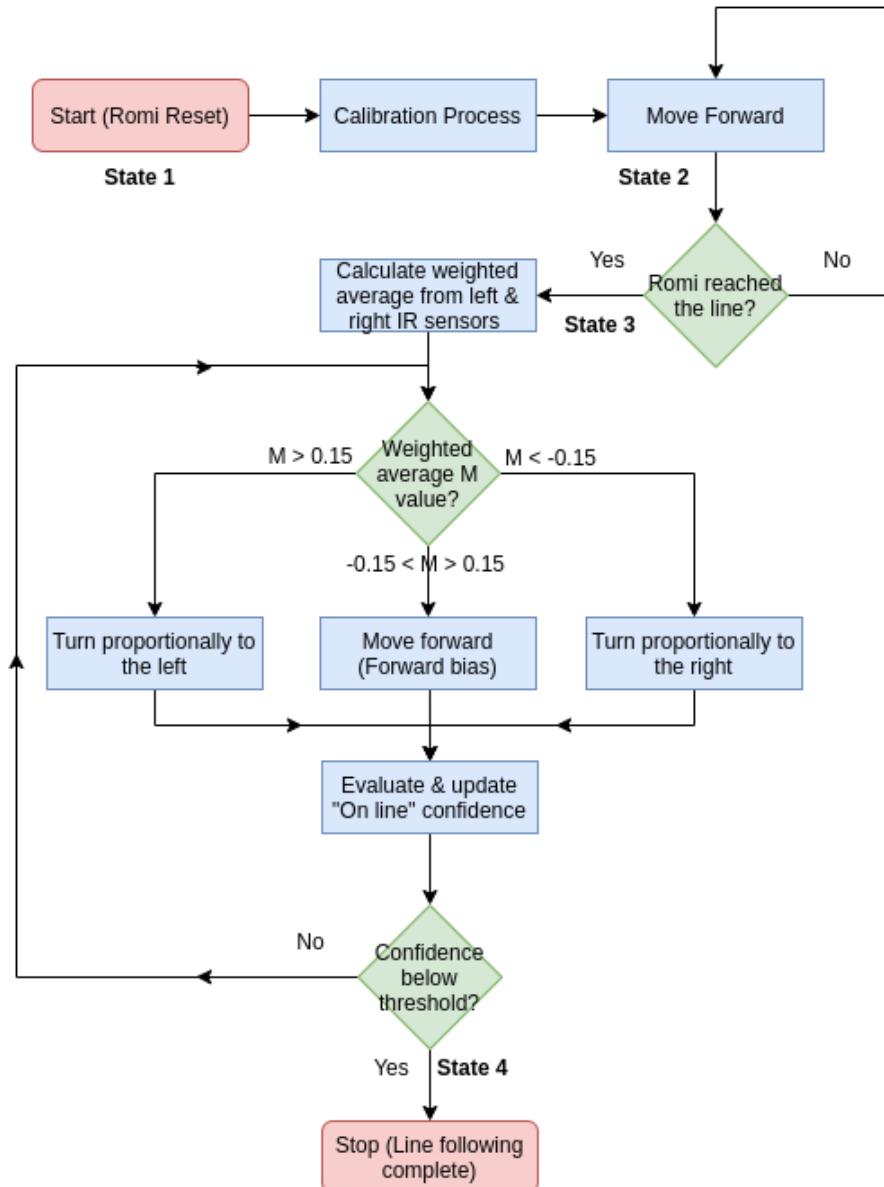 Start (Romi Reset)
Calibration Process
Move Forward
State 1
State 2
Yes
No
Romi reached
the line?
State 3
Calculate weighted
average from left &
right IR sensors
M > 0.15
Weighted
average M
value?
M < -0.15
-0.15 < M > 0.15
Turn proportionally to
the left
Move forward
(Forward bias)
Turn proportionally to
the right
Evaluate & update
"On line" confidence
No
Confidence
below
threshold?
Yes
State 4
Stop (Line following
complete)